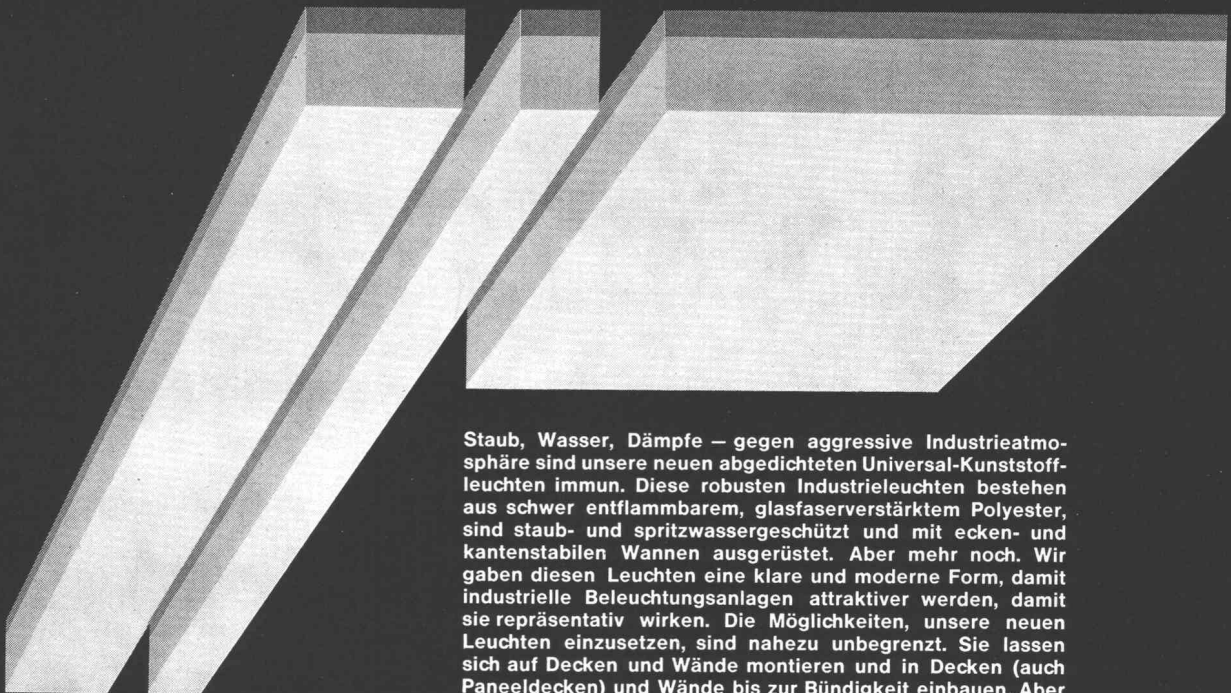 Staub, Wasser, Dämpfe – gegen aggressive Industrieatmo-
sphäre sind unsere neuen abgedichteten Universal-Kunststoff-
leuchten immun. Diese robusten Industrieleuchten bestehen
aus schwer entflammbarem, glasfaserverstärktem Polyester,
sind staub- und spritzwassergeschützt und mit ecken- und
kantenstabilen Wannen ausgerüstet. Aber mehr noch. Wir
gaben diesen Leuchten eine klare und moderne Form, damit
industrielle Beleuchtungsanlagen attraktiver werden, damit
sie repräsentativ wirken. Die Möglichkeiten, unsere neuen
Leuchten einzusetzen, sind nahezu unbegrenzt. Sie lassen
sich auf Decken und Wände montieren und in Decken (auch
Paneeldecken) und Wände bis zur Bündigkeit einbauen. Aber